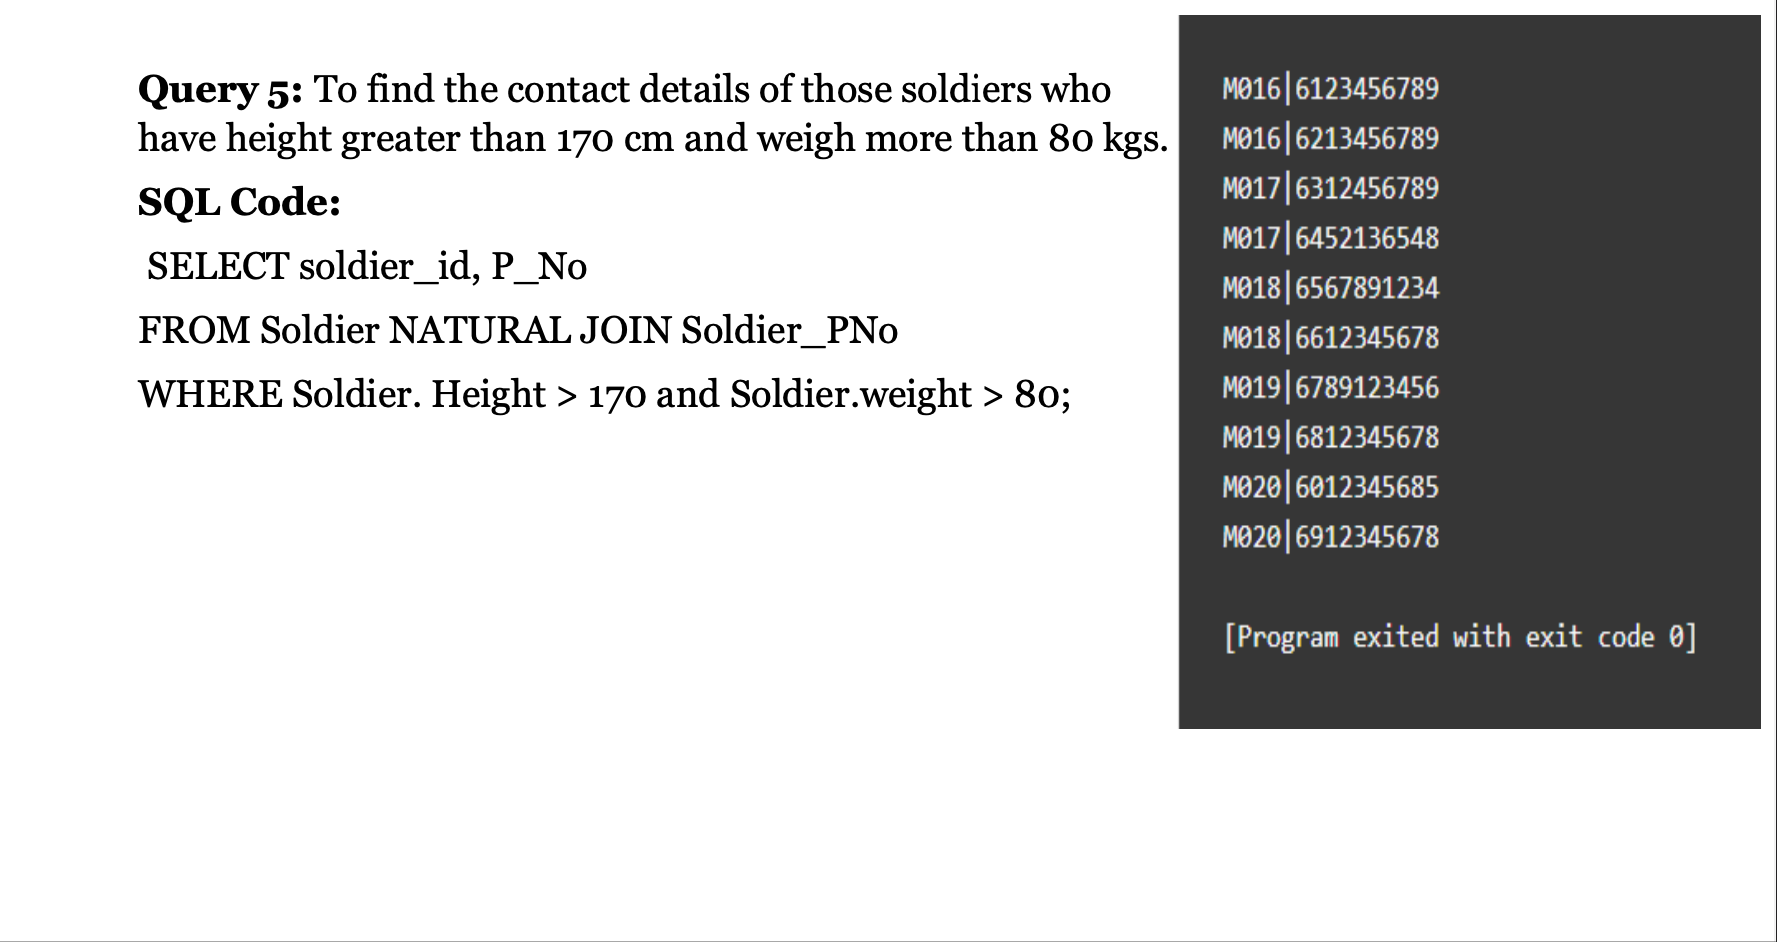 Query 5: To find the contact details of those soldiers who
have height greater than 170 cm and weigh more than 80 kgs.
SQL Code:
SELECT soldier_id, P_No
FROM Soldier NATURAL JOIN Soldier_PNo
WHERE Soldier. Height > 170 and Soldier.weight > 80;
M016|6123456789
M016|6213456789
M017|6312456789
M017|6452136548
M018|6567891234
M018|6612345678
M019|6789123456
M019|6812345678
M020|6012345685
M020|6912345678
[Program exited with exit code 0]